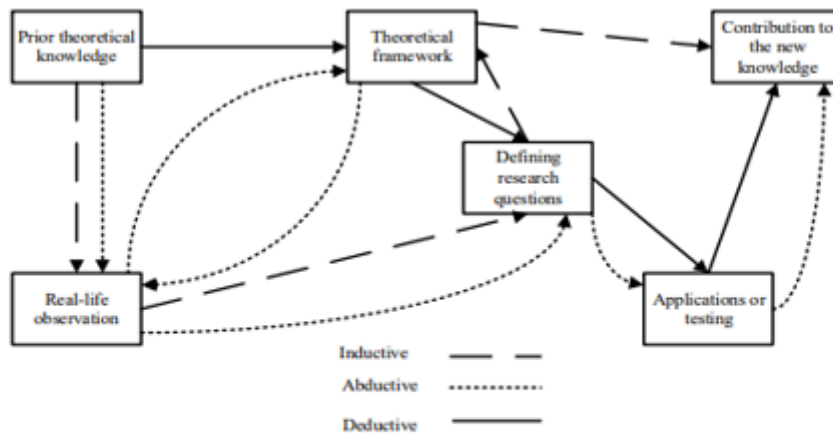 Prior theoretical
knowledge
Theoretical
framework
Contribution to
the new
knowledge
Defining
research
questions
Real-life
observation
Applications or
testing
Inductive
Abductive
Deductive